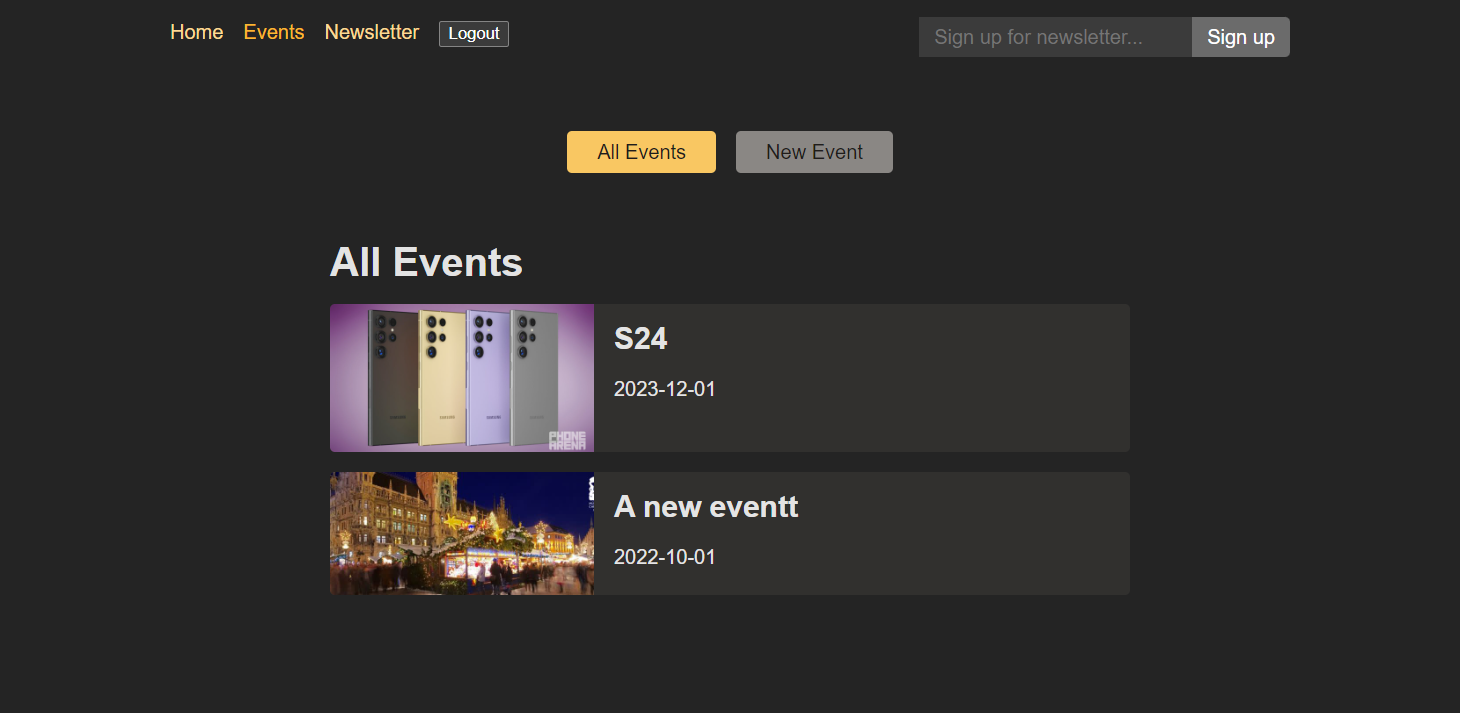 Home Events Newsletter Logout
Sign up for newsletter... Sign up
All Events New Event
All Events
S24
2023-12-01
PHONE
ARENA
A new eventt
2022-10-01